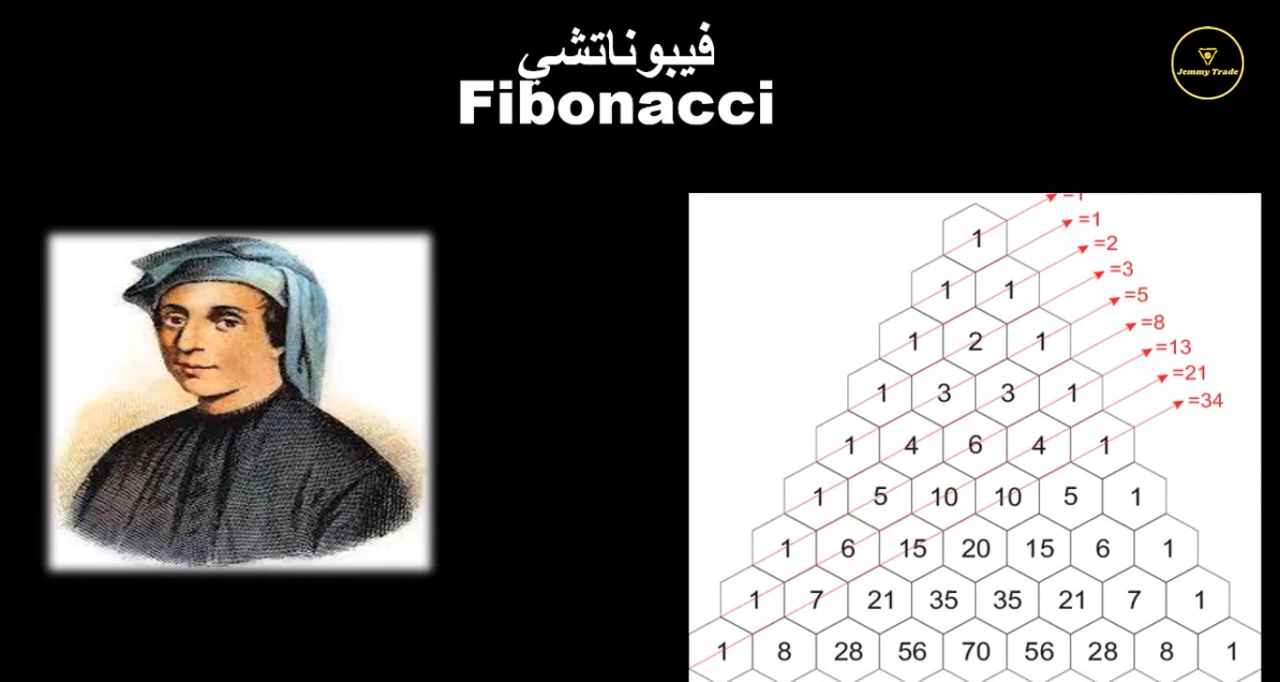 فيبوناتشي
Fibonacci
Jemmy Trade
=1
=1
=2
=3
=5
=8
=13
=21
=34
1
1 1
1 2 1
1 3 3 1
1 4 6 4 1
1 5 10 10 5 1
1 6 15 20 15 6 1
1 7 21 35 35 21 7 1
1 8 28 56 70 56 28 8 1